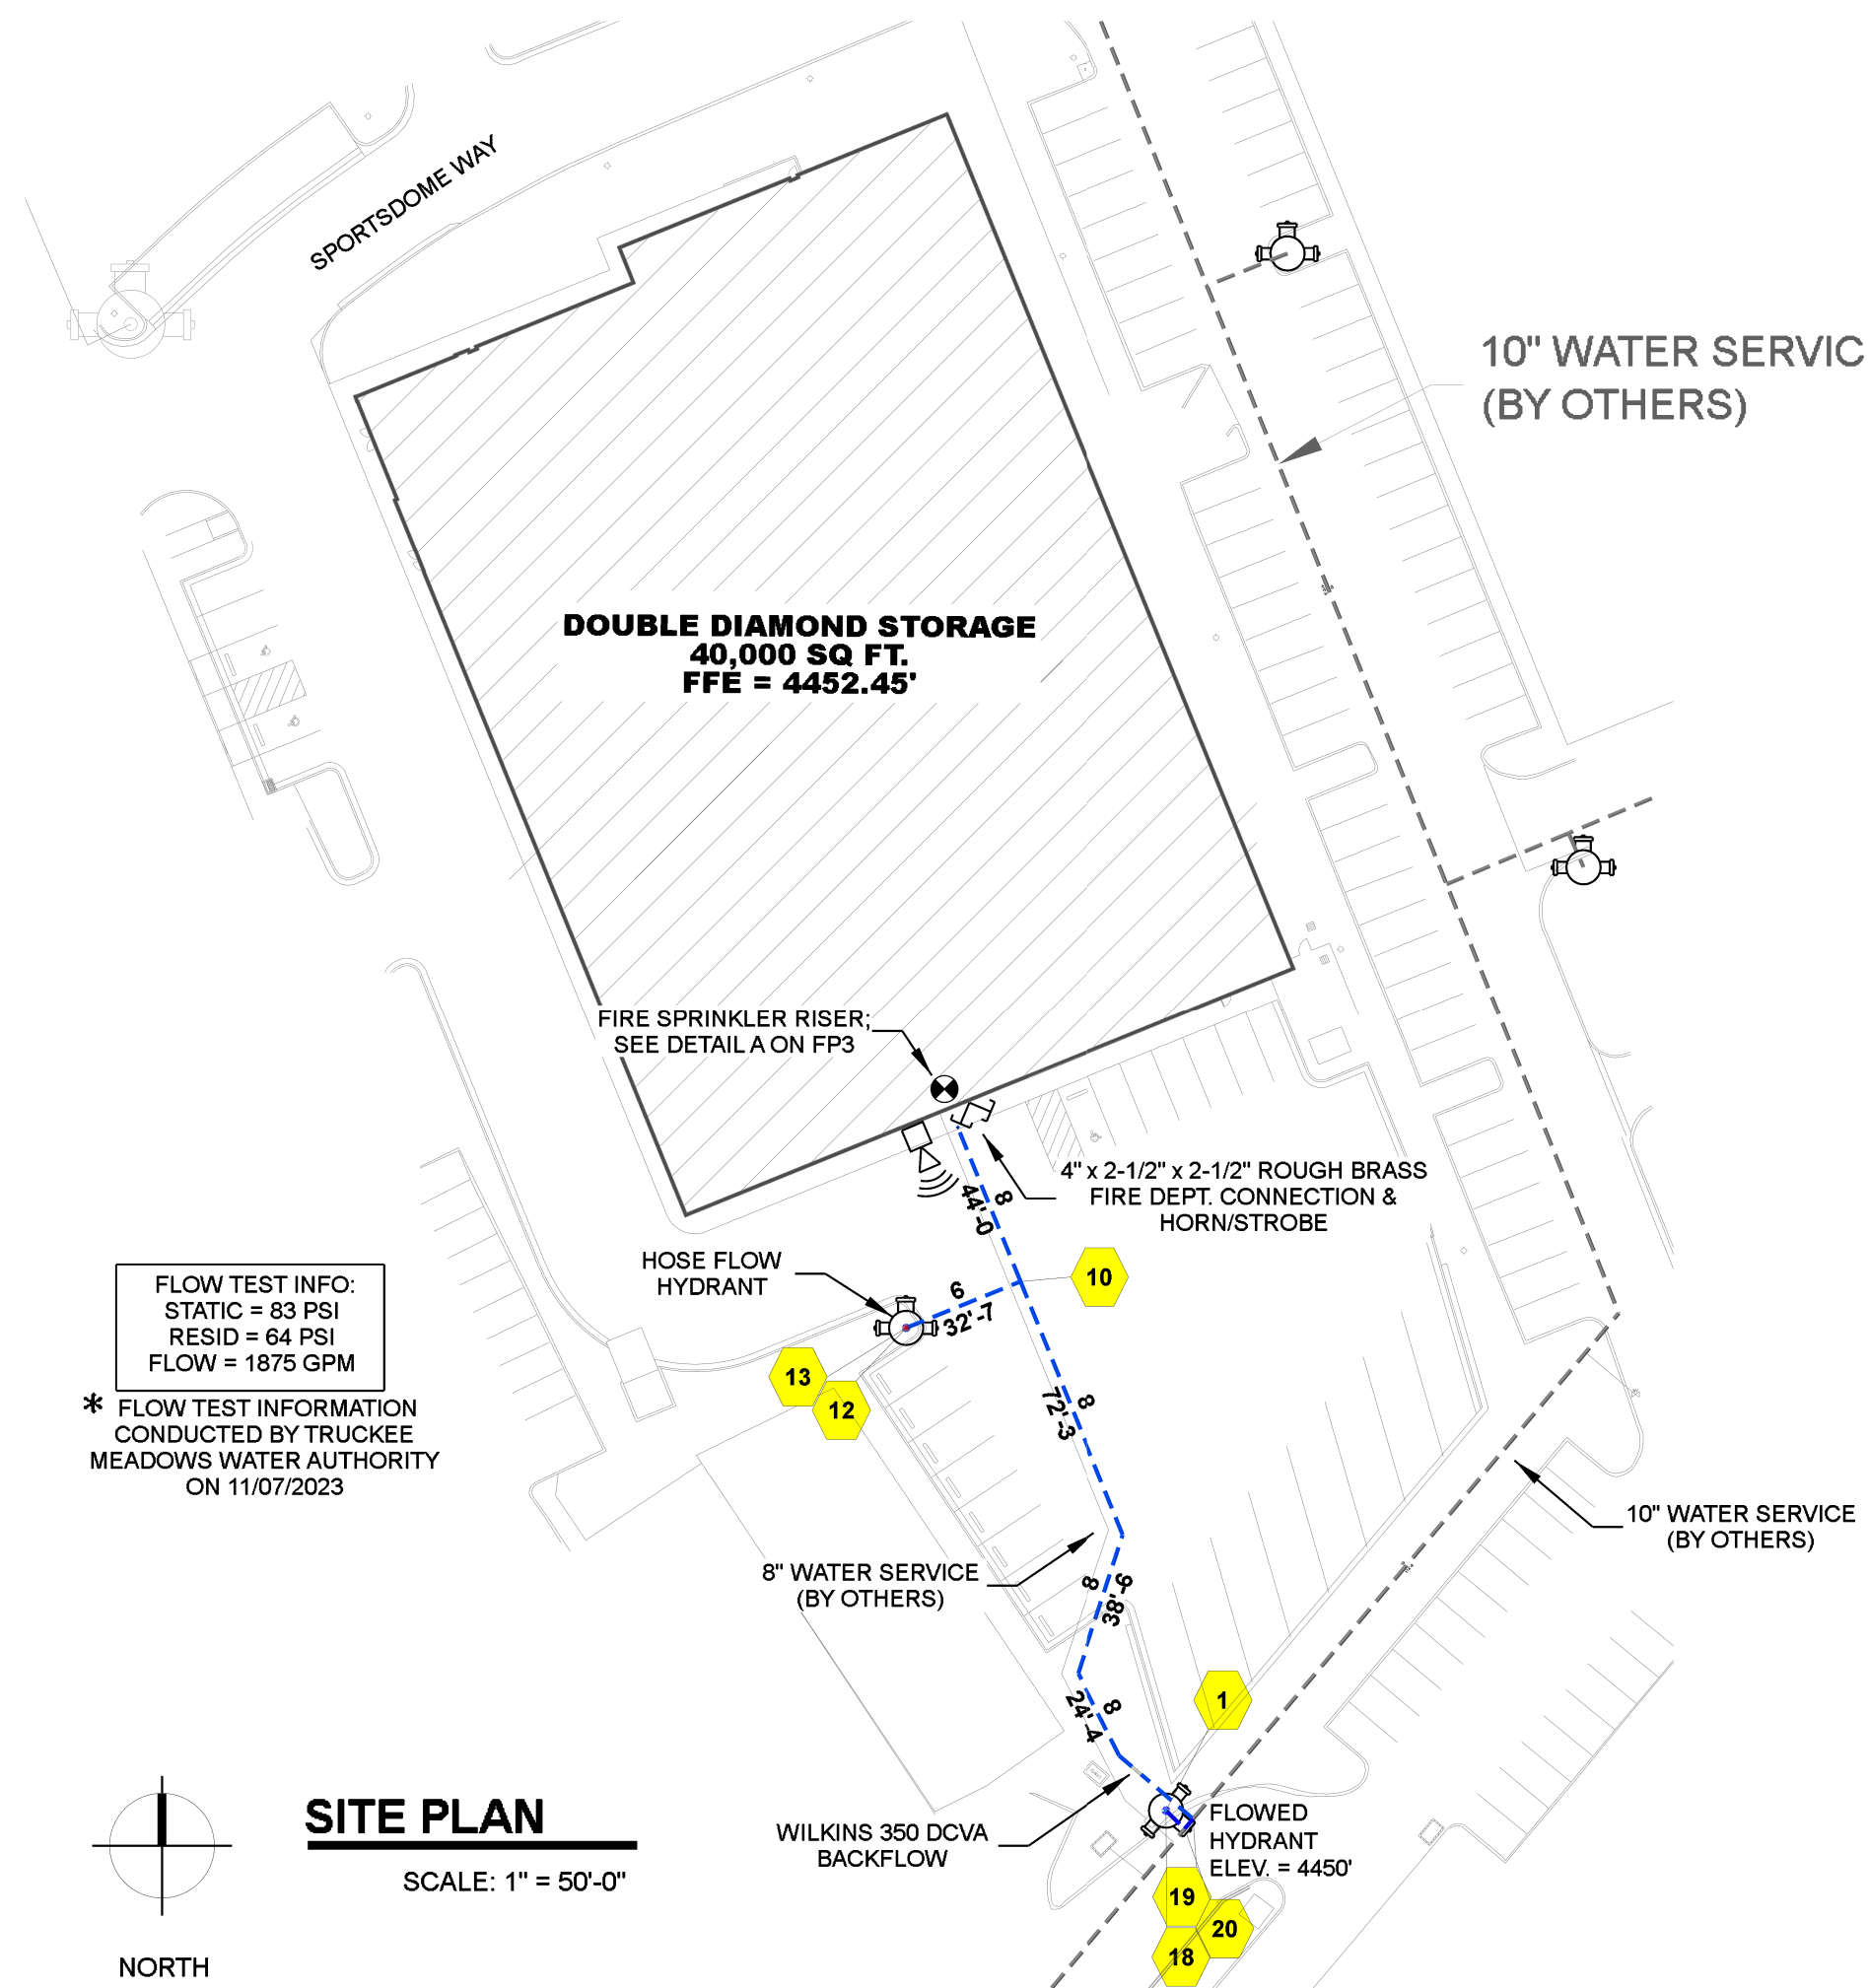 SPORTSDOME WAY
10" WATER SERVIC
(BY OTHERS)
DOUBLE DIAMOND STORAGE
40,000 SQ FT.
FFE = 4452.45'
FIRE SPRINKLER RISER;
SEE DETAIL A ON FP3
4" x 2-1/2" x 2-1/2" ROUGH BRASS
FIRE DEPT. CONNECTION &
HORN/STROBE
8
44'-0
HOSE FLOW
HYDRANT
10
6
32'-7
13
12
FLOW TEST INFO:
STATIC = 83 PSI
RESID = 64 PSI
FLOW = 1875 GPM
* FLOW TEST INFORMATION
CONDUCTED BY TRUCKEE
MEADOWS WATER AUTHORITY
ON 11/07/2023
8
72'-3
10" WATER SERVICE
(BY OTHERS)
8" WATER SERVICE
(BY OTHERS)
8
38'-6
8
24'-4
1
WILKINS 350 DCVA
BACKFLOW
FLOWED
HYDRANT
ELEV. = 4450'
19
20
18
SITE PLAN
SCALE: 1" = 50'-0"
NORTH